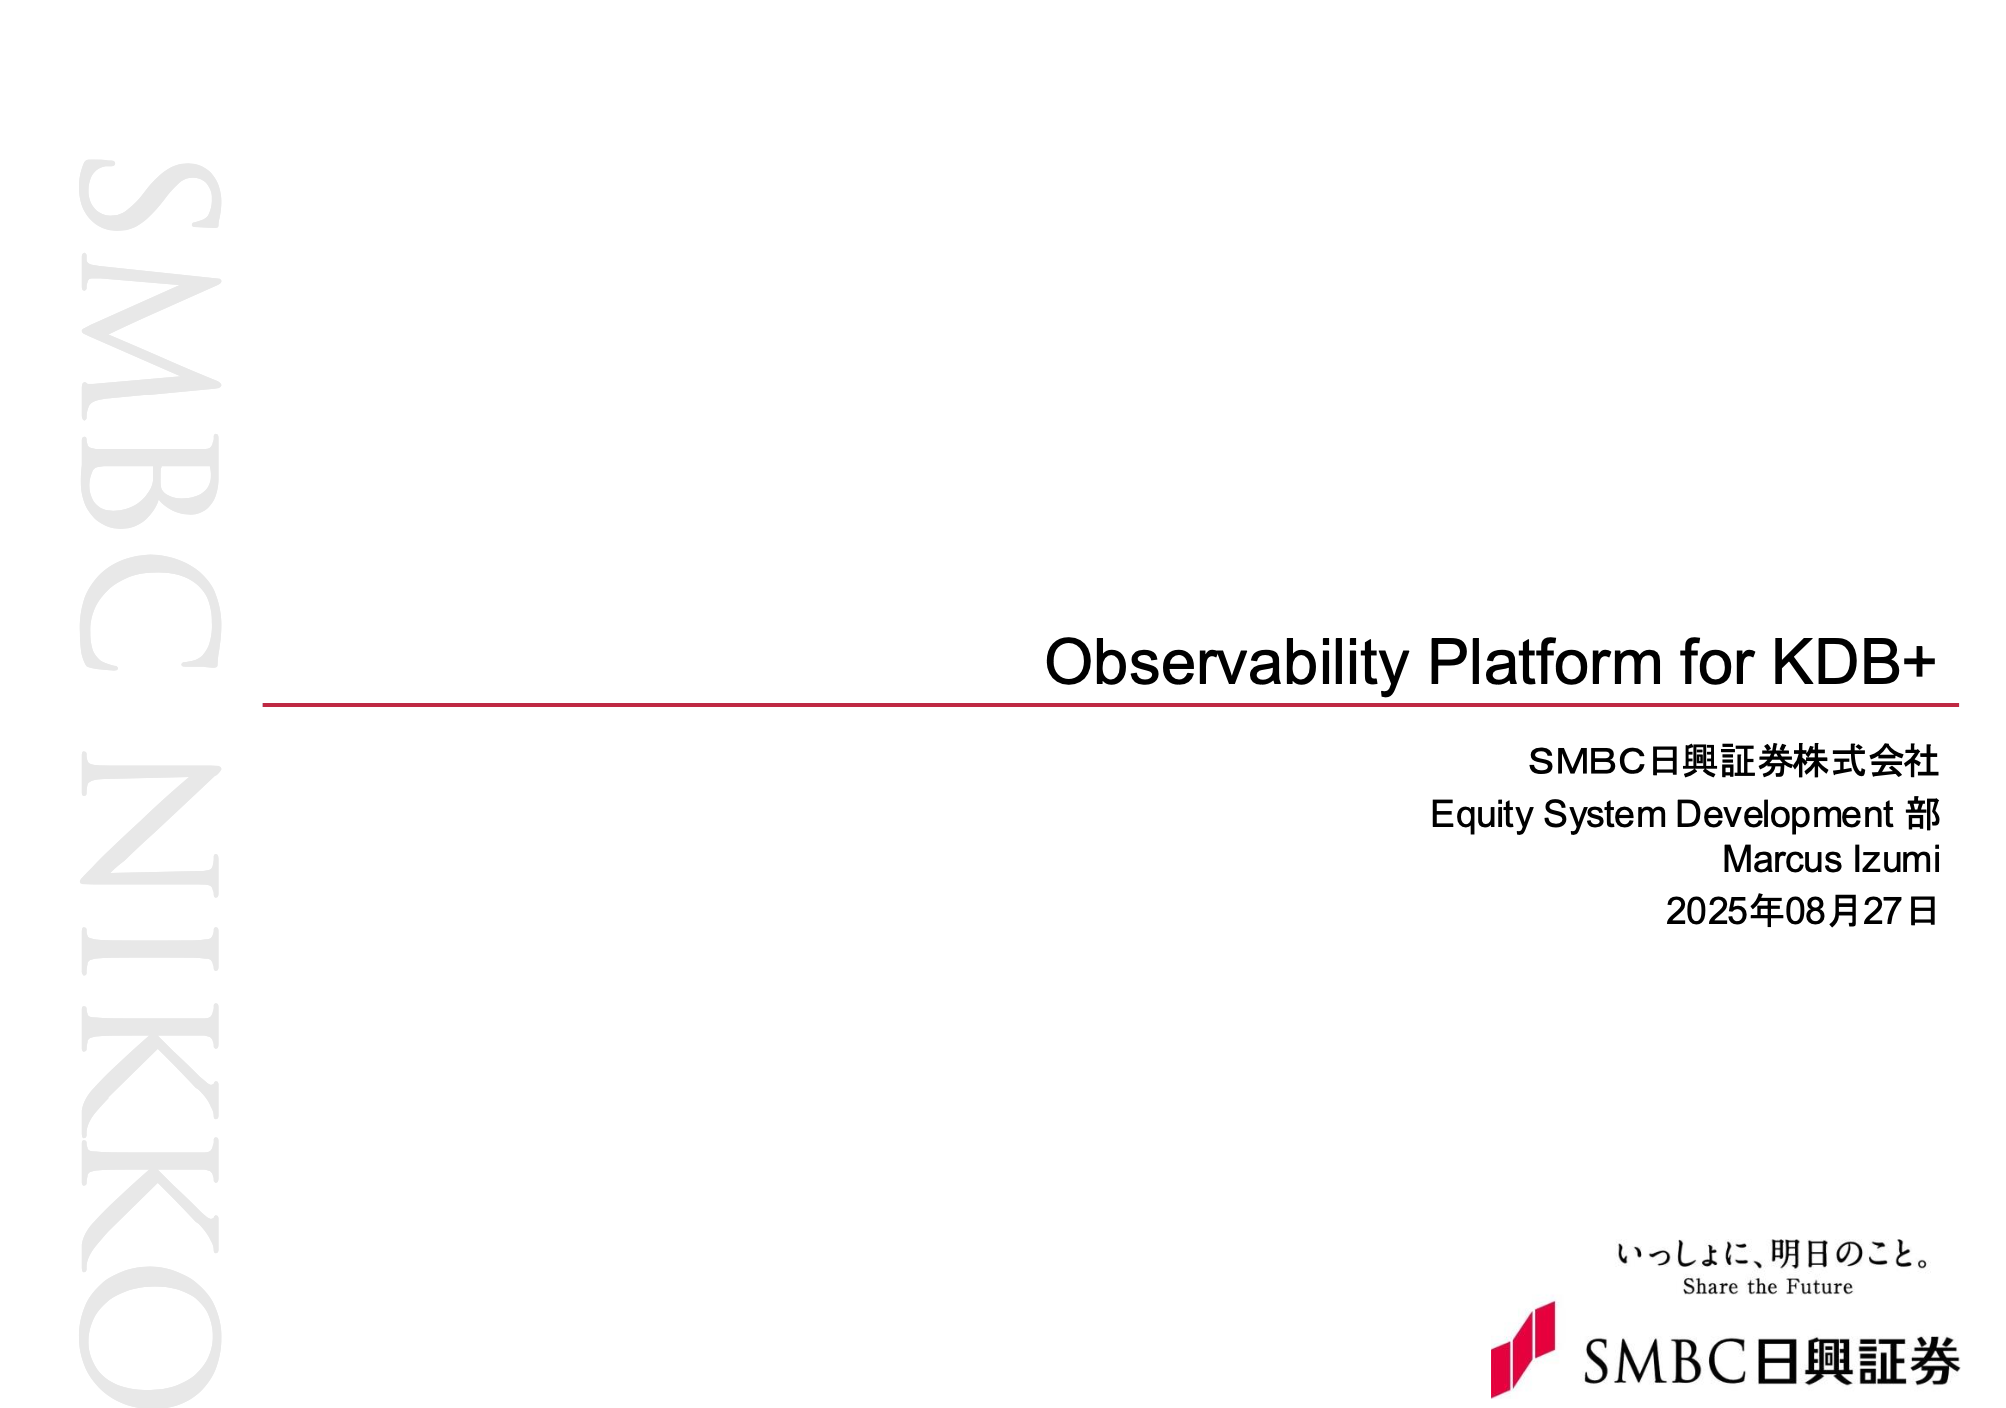 SMBC NIKKO
Observability Platform for KDB+
ＳＭＢＣ日興証券株式会社
Equity System Development 部
Marcus Izumi
2025年08月27日
いっしょに、明日のこと。
Share the Future
SMBC日興証券